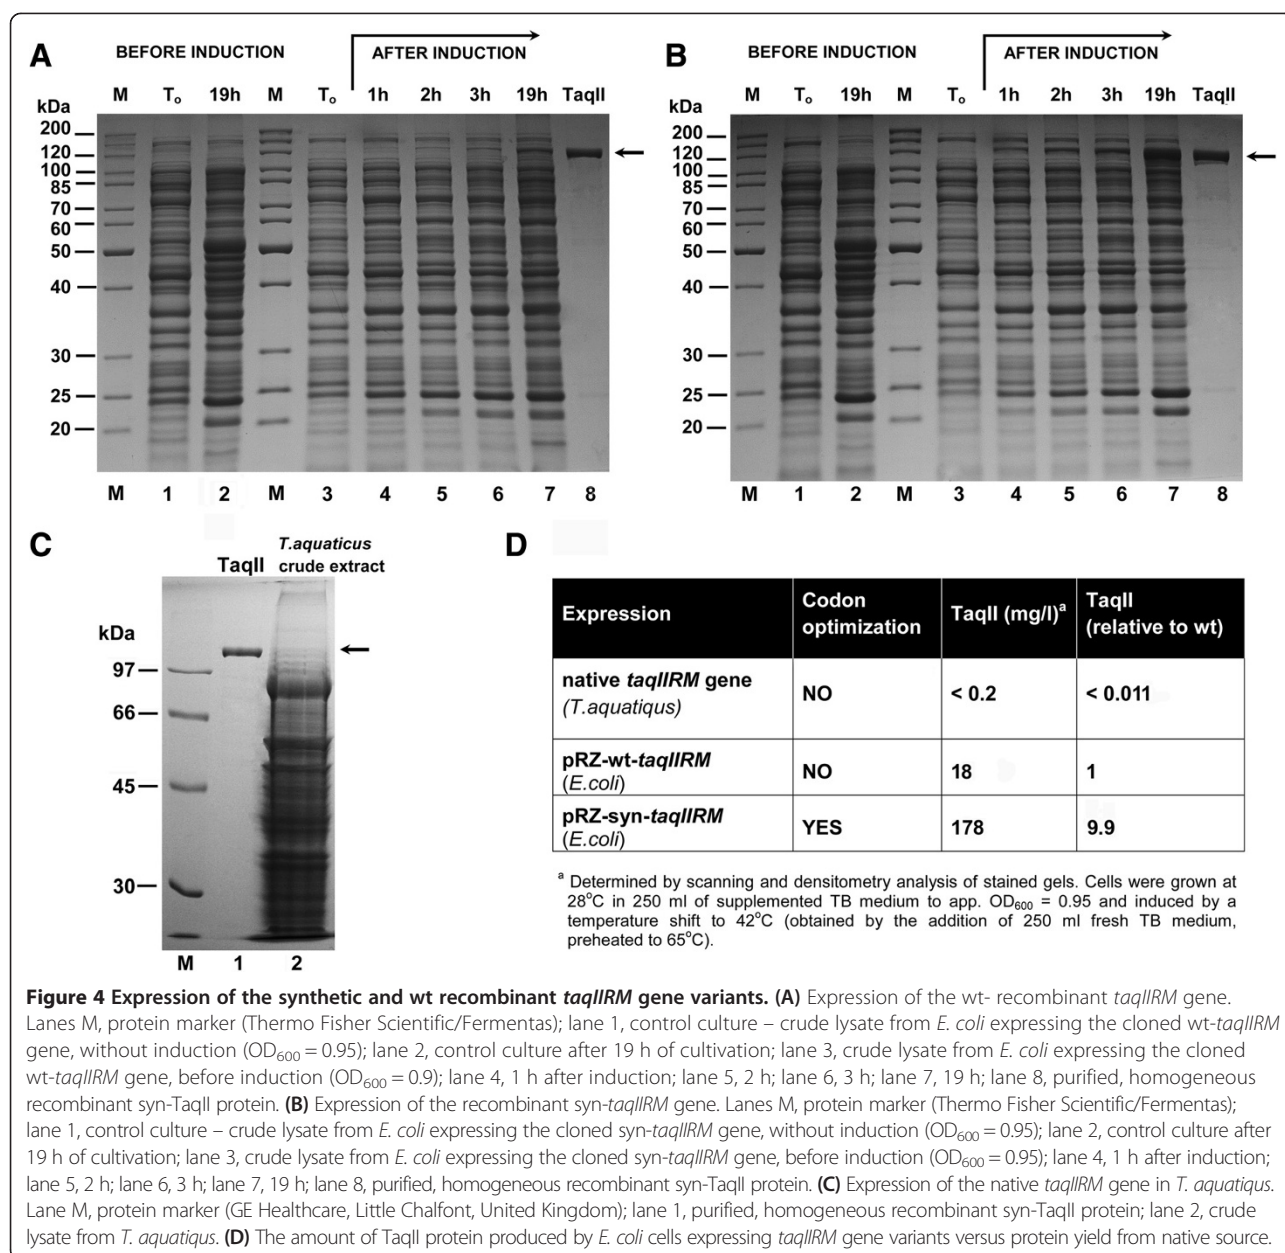 A
BEFORE INDUCTION
AFTER INDUCTION
M To 19h M To 1h 2h 3h 19h TaqII
kDa
200
120
100
85
70
60
50
40
30
25
20
M 1 2 M 3 4 5 6 7 8
B
BEFORE INDUCTION
AFTER INDUCTION
M To 19h M To 1h 2h 3h 19h TaqII
kDa
200
120
100
85
70
60
50
40
30
25
20
M 1 2 M 3 4 5 6 7 8
C
TaqII
T.aquaticus
crude extract
kDa
97
66
45
30
M 1 2
D
Expression
Codon
optimization
TaqII (mg/l)a
TaqII
(relative to wt)
native taqIIRM gene
(T.aquatiqus)
NO
< 0.2
< 0.011
pRZ-wt-taqIIRM
(E.coli)
NO
18
1
pRZ-syn-taqIIRM
(E.coli)
YES
178
9.9
a Determined by scanning and densitometry analysis of stained gels. Cells were grown at
28oC in 250 ml of supplemented TB medium to app. OD600 = 0.95 and induced by a
temperature shift to 42oC (obtained by the addition of 250 ml fresh TB medium,
preheated to 65oC).
Figure 4 Expression of the synthetic and wt recombinant taqIIRM gene variants. (A) Expression of the wt- recombinant taqIIRM gene.
Lanes M, protein marker (Thermo Fisher Scientific/Fermentas); lane 1, control culture – crude lysate from E. coli expressing the cloned wt-taqIIRM
gene, without induction (OD600 = 0.95); lane 2, control culture after 19 h of cultivation; lane 3, crude lysate from E. coli expressing the cloned
wt-taqIIRM gene, before induction (OD600 = 0.9); lane 4, 1 h after induction; lane 5, 2 h; lane 6, 3 h; lane 7, 19 h; lane 8, purified, homogeneous
recombinant syn-TaqII protein. (B) Expression of the recombinant syn-taqIIRM gene. Lanes M, protein marker (Thermo Fisher Scientific/Fermentas);
lane 1, control culture – crude lysate from E. coli expressing the cloned syn-taqIIRM gene, without induction (OD600 = 0.95); lane 2, control culture after
19 h of cultivation; lane 3, crude lysate from E. coli expressing the cloned syn-taqIIRM gene, before induction (OD600 = 0.95); lane 4, 1 h after induction;
lane 5, 2 h; lane 6, 3 h; lane 7, 19 h; lane 8, purified, homogeneous recombinant syn-TaqII protein. (C) Expression of the native taqIIRM gene in T. aquatiqus.
Lane M, protein marker (GE Healthcare, Little Chalfont, United Kingdom); lane 1, purified, homogeneous recombinant syn-TaqII protein; lane 2, crude
lysate from T. aquatiqus. (D) The amount of TaqII protein produced by E. coli cells expressing taqIIRM gene variants versus protein yield from native source.